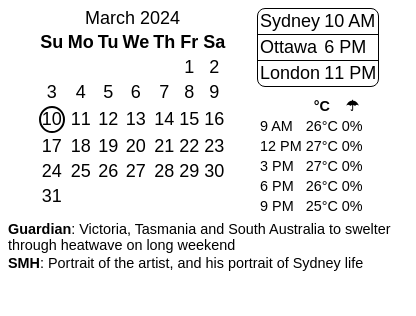 March 2024
Su Mo Tu We Th Fr Sa
1 2
3 4 5 6 7 8 9
10 11 12 13 14 15 16
17 18 19 20 21 22 23
24 25 26 27 28 29 30
31
Sydney 10 AM
Ottawa 6 PM
London 11 PM
°C ☂
9 AM 26°C 0%
12 PM 27°C 0%
3 PM 27°C 0%
6 PM 26°C 0%
9 PM 25°C 0%
Guardian: Victoria, Tasmania and South Australia to swelter
through heatwave on long weekend
SMH: Portrait of the artist, and his portrait of Sydney life